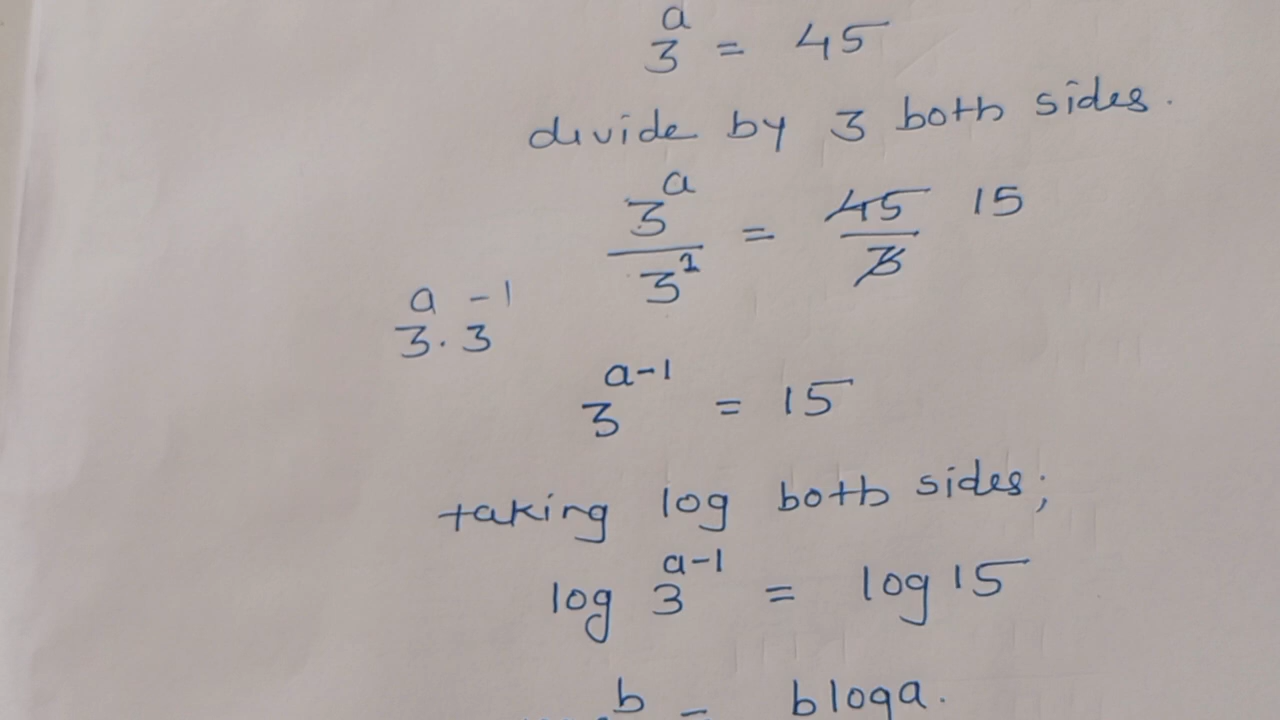 3^a = 45
divide by 3 both sides.
3^a / 3^1 = 45 / 3 15
3^a . 3^-1
3^(a-1) = 15
taking log both sides;
log 3^(a-1) = log 15
b = b log a.